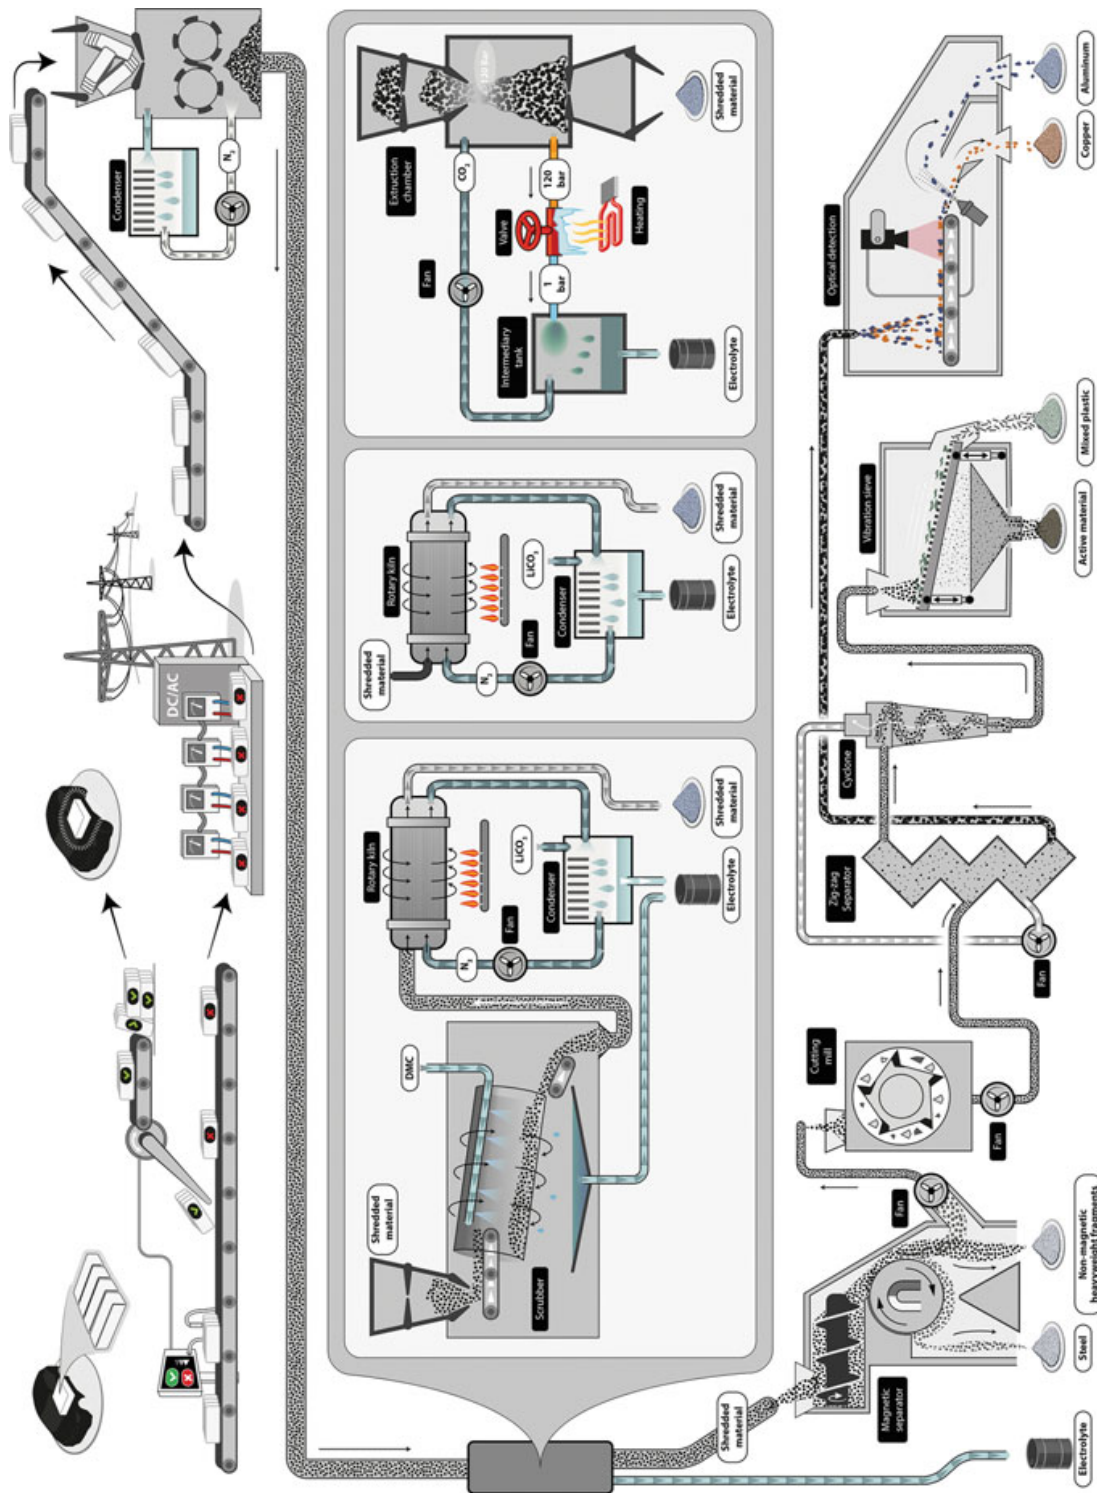 DC/AC
Condenser
N₂
Shredded
material
Scrubber
DMC
Rotary kiln
N₂
Fan
LiCO₃
Condenser
Electrolyte
Shredded
material
Shredded
material
Rotary kiln
N₂
Fan
LiCO₃
Condenser
Electrolyte
Shredded
material
Extruction
chamber
CO₂
Fan
Valve
120
bar
1
bar
Heating
Intermediary
tank
Electrolyte
Shredded
material
Shredded
material
Magnetic
separator
Electrolyte
Steel
Non-magnetic
heavyweight fragments
Fan
Cutting
mill
Fan
Zig-zag
Separator
Fan
Cyclone
Vibration sieve
Active material
Mixed plastic
Optical detection
Copper
Aluminum